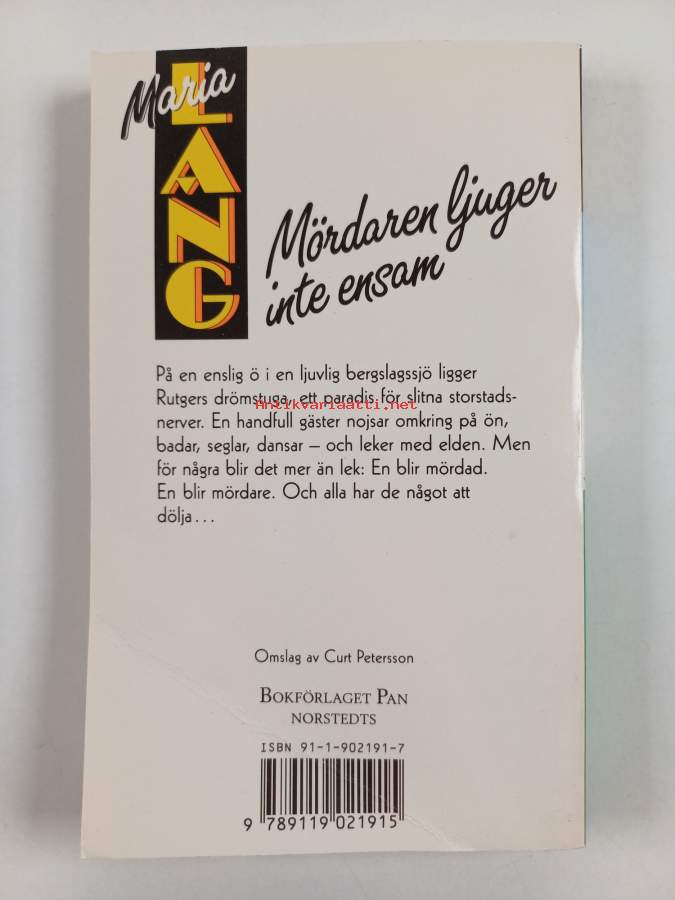 Maria
LANG
Mördaren ljuger
inte ensam
På en enslig ö i en ljuvlig bergslagssjö ligger
Rutgers drömstuga, ett paradis för slitna storstads-
Antikvariaatti.net
nerver. En handfull gäster nojsar omkring på ön,
badar, seglar, dansar – och leker med elden. Men
för några blir det mer än lek: En blir mördad.
En blir mördare. Och alla har de något att
dölja...
Omslag av Curt Petersson
BOKFÖRLAGET PAN
NORSTEDTS
ISBN 91-1-902191-7
9 789119 021915